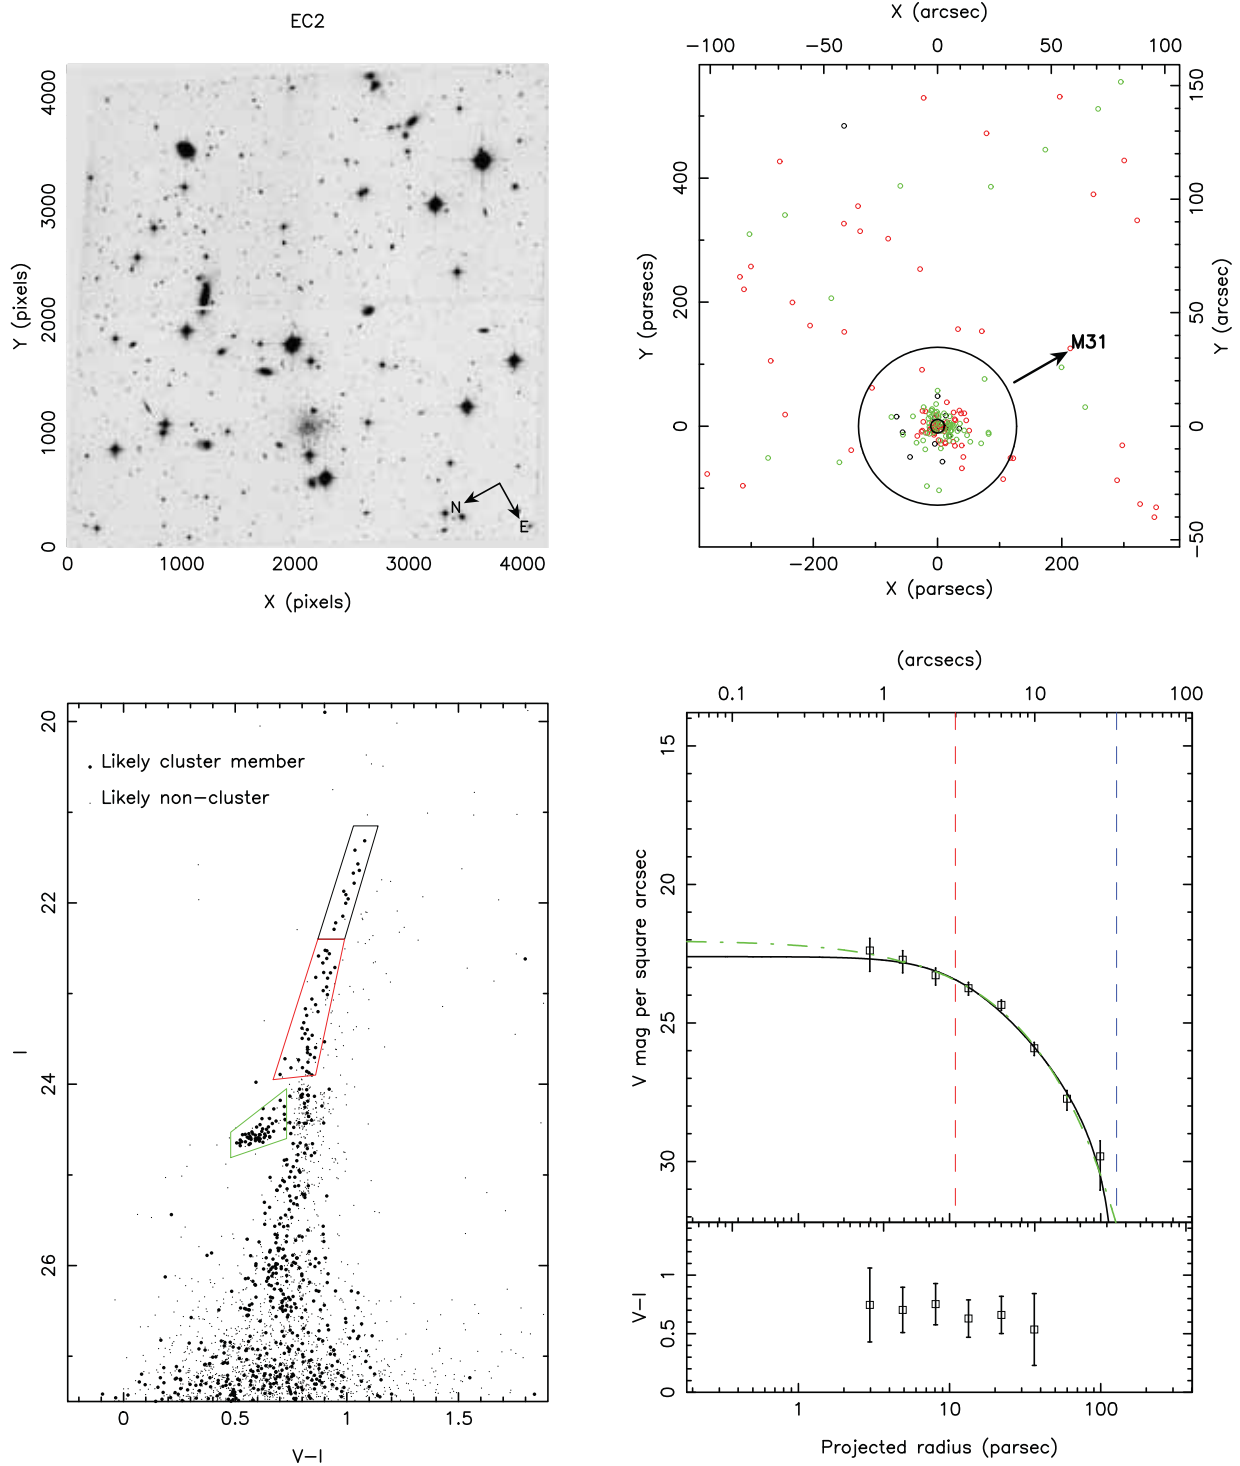 EC2
Y (pixels)
0 1000 2000 3000 4000
N
E
0 1000 2000 3000 4000
X (pixels)
X (arcsec)
−100 −50 0 50 100
Y (parsecs)
0 200 400
M31
Y (arcsec)
−50 0 50 100 150
−200 0 200
X (parsecs)
I
20
22
24
26
Likely cluster member
Likely non−cluster
0 0.5 1 1.5
V−I
(arcsecs)
0.1 1 10 100
V mag per square arcsec
15
20
25
30
V−I
1
0.5
0
1 10 100
Projected radius (parsec)